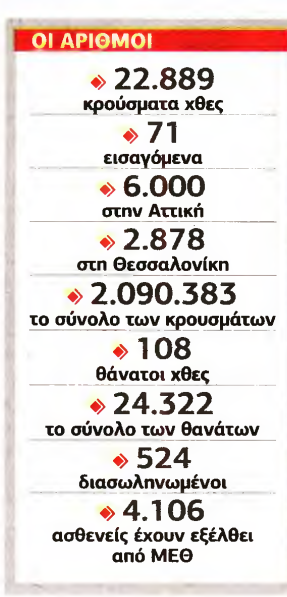 ΟΙ ΑΡΙΘΜΟΙ
22.889
κρούσματα χθες
71
εισαγόμενα
6.000
στην Αττική
2.878
στη Θεσσαλονίκη
2.090.383
το σύνολο των κρουσμάτων
108
θάνατοι χθες
24.322
το σύνολο των θανάτων
524
διασωληνωμένοι
4.106
ασθενείς έχουν εξέλθει
από ΜΕΘ